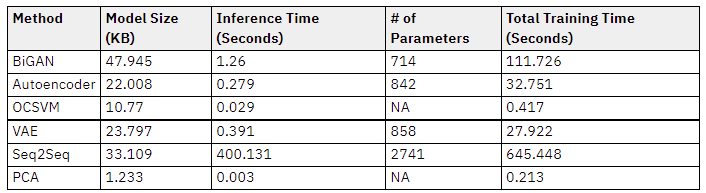 Method Model Size (KB) Inference Time (Seconds) # of Parameters Total Training Time (Seconds)
BiGAN 47.945 1.26 714 111.726
Autoencoder 22.008 0.279 842 32.751
OCSVM 10.77 0.029 NA 0.417
VAE 23.797 0.391 858 27.922
Seq2Seq 33.109 400.131 2741 645.448
PCA 1.233 0.003 NA 0.213